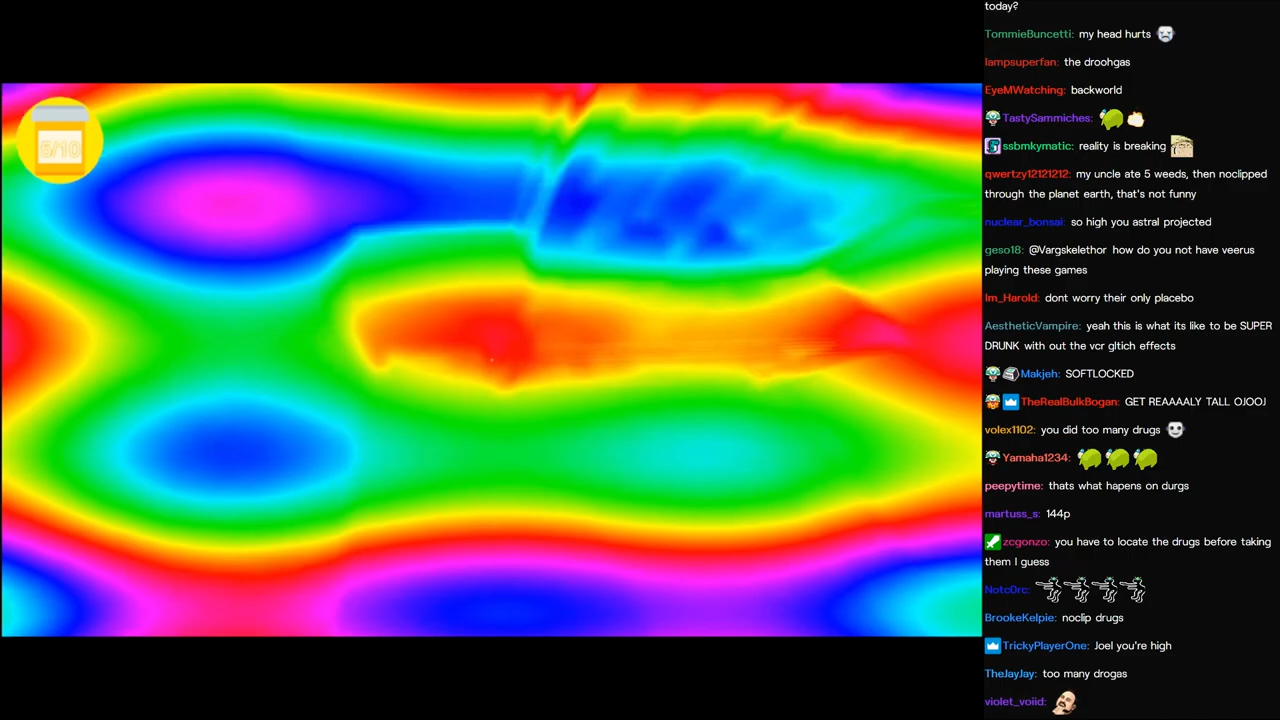 today?
TommieBuncetti: my head hurts
lampsuperfan: the droohgas
EyeMWatching: backworld
TastySammiches:
ssbmkymatic: reality is breaking
qwertzy12121212: my uncle ate 5 weeds, then noclipped
through the planet earth, that's not funny
nuclear_bonsai: so high you astral projected
geso18: @Vargskelethor how do you not have veerus
playing these games
Im_Harold: dont worry their only placebo
AestheticVampire: yeah this is what its like to be SUPER
DRUNK with out the vcr gltich effects
Makjeh: SOFTLOCKED
TheRealBulkBogan: GET REAAAALY TALL OJOOJ
volex1102: you did too many drugs
Yamaha1234:
peepytime: thats what hapens on durgs
martuss_s: 144p
zcgonzo: you have to locate the drugs before taking
them I guess
Notc0rc:
BrookeKelpie: noclip drugs
TrickyPlayerOne: Joel you're high
TheJayJay: too many drogas
violet_voiid:
6/10